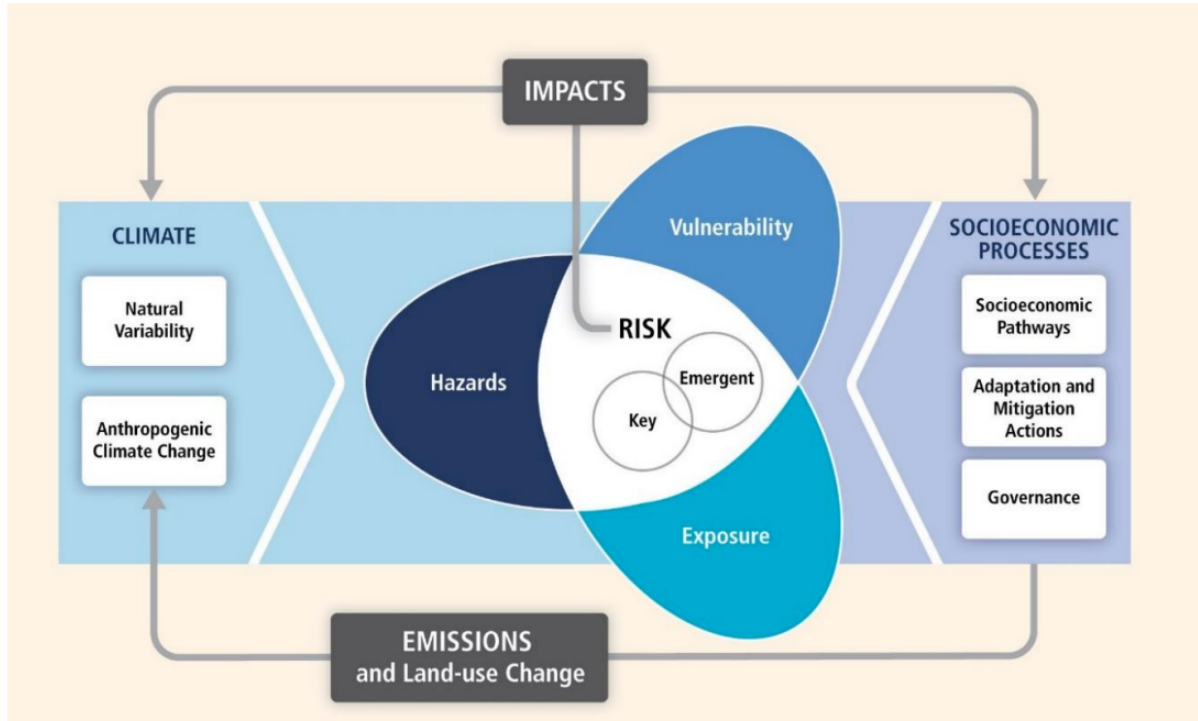 IMPACTS
CLIMATE
Natural
Variability
Anthropogenic
Climate Change
Vulnerability
Hazards
RISK
Emergent
Key
Exposure
SOCIOECONOMIC
PROCESSES
Socioeconomic
Pathways
Adaptation and
Mitigation
Actions
Governance
EMISSIONS
and Land-use Change